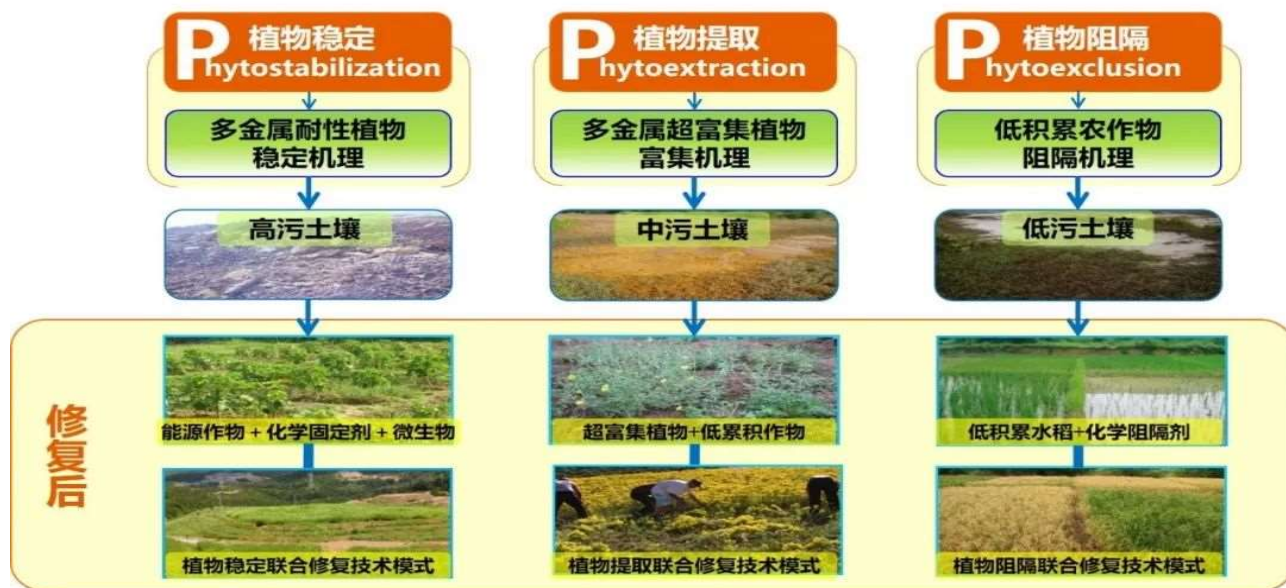 植物稳定
Phytostabilization
多金属耐性植物
稳定机理
高污土壤
能源作物+化学固定剂+微生物
植物稳定联合修复技术模式
植物提取
Phytoextraction
多金属超富集植物
富集机理
中污土壤
超富集植物+低累积作物
植物提取联合修复技术模式
植物阻隔
Phytoexclusion
低积累农作物
阻隔机理
低污土壤
低积累水稻+化学阻隔剂
植物阻隔联合修复技术模式
修复后